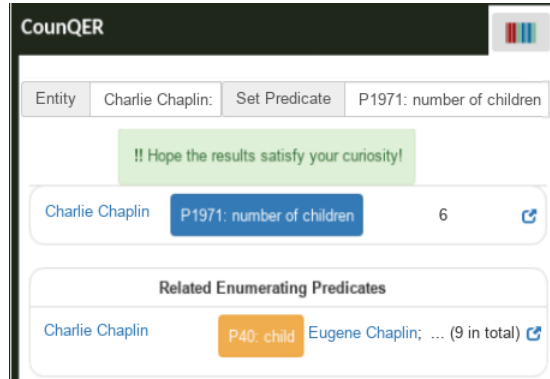 CounQER
Entity Charlie Chaplin: Set Predicate P1971: number of children
!! Hope the results satisfy your curiosity!
Charlie Chaplin P1971: number of children 6
Related Enumerating Predicates
Charlie Chaplin P40: child Eugene Chaplin; ... (9 in total)